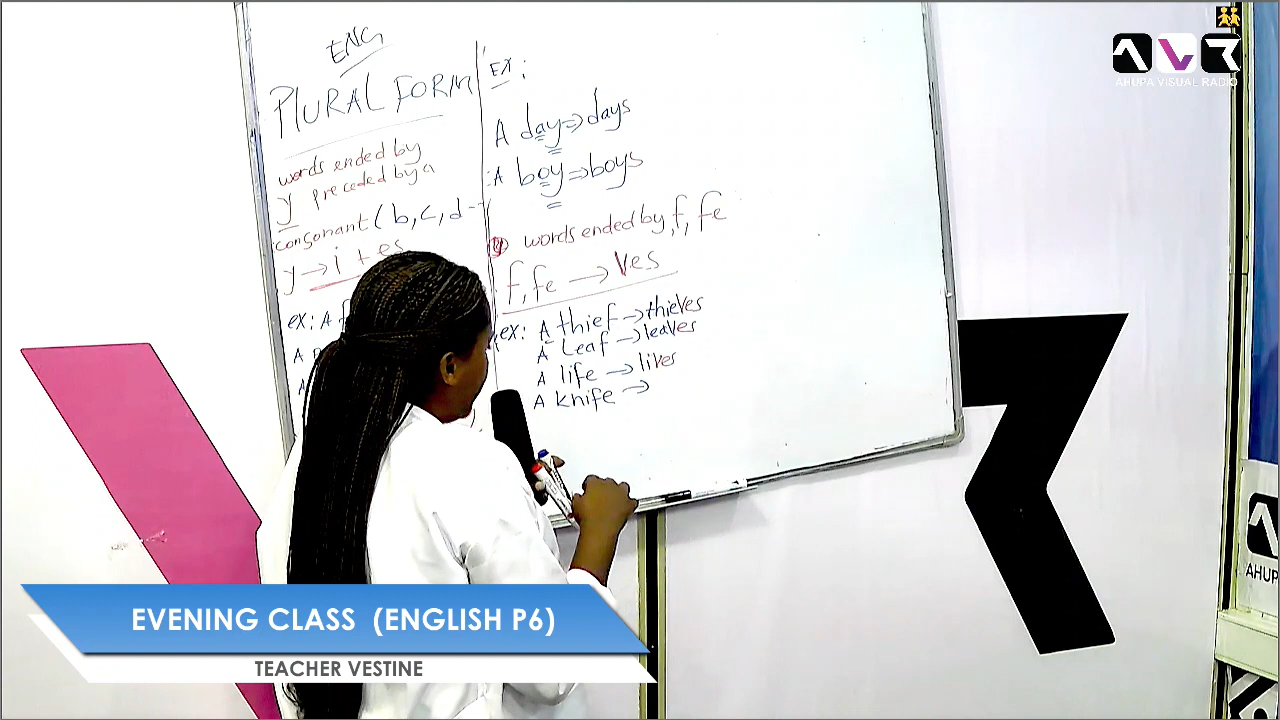 ENG
PLURAL FORM
words ended by
y preceded by a
consonant (b, c, d --
y → i + es
ex: A
A
A
EX:
A day => days
A boy => boys
words ended by f, fe
f, fe → ves
ex: A thief → thieves
A leaf → leaves
A life → lives
A knife →
AHUPA VISUAL RADIO
AHUP
EVENING CLASS (ENGLISH P6)
TEACHER VESTINE